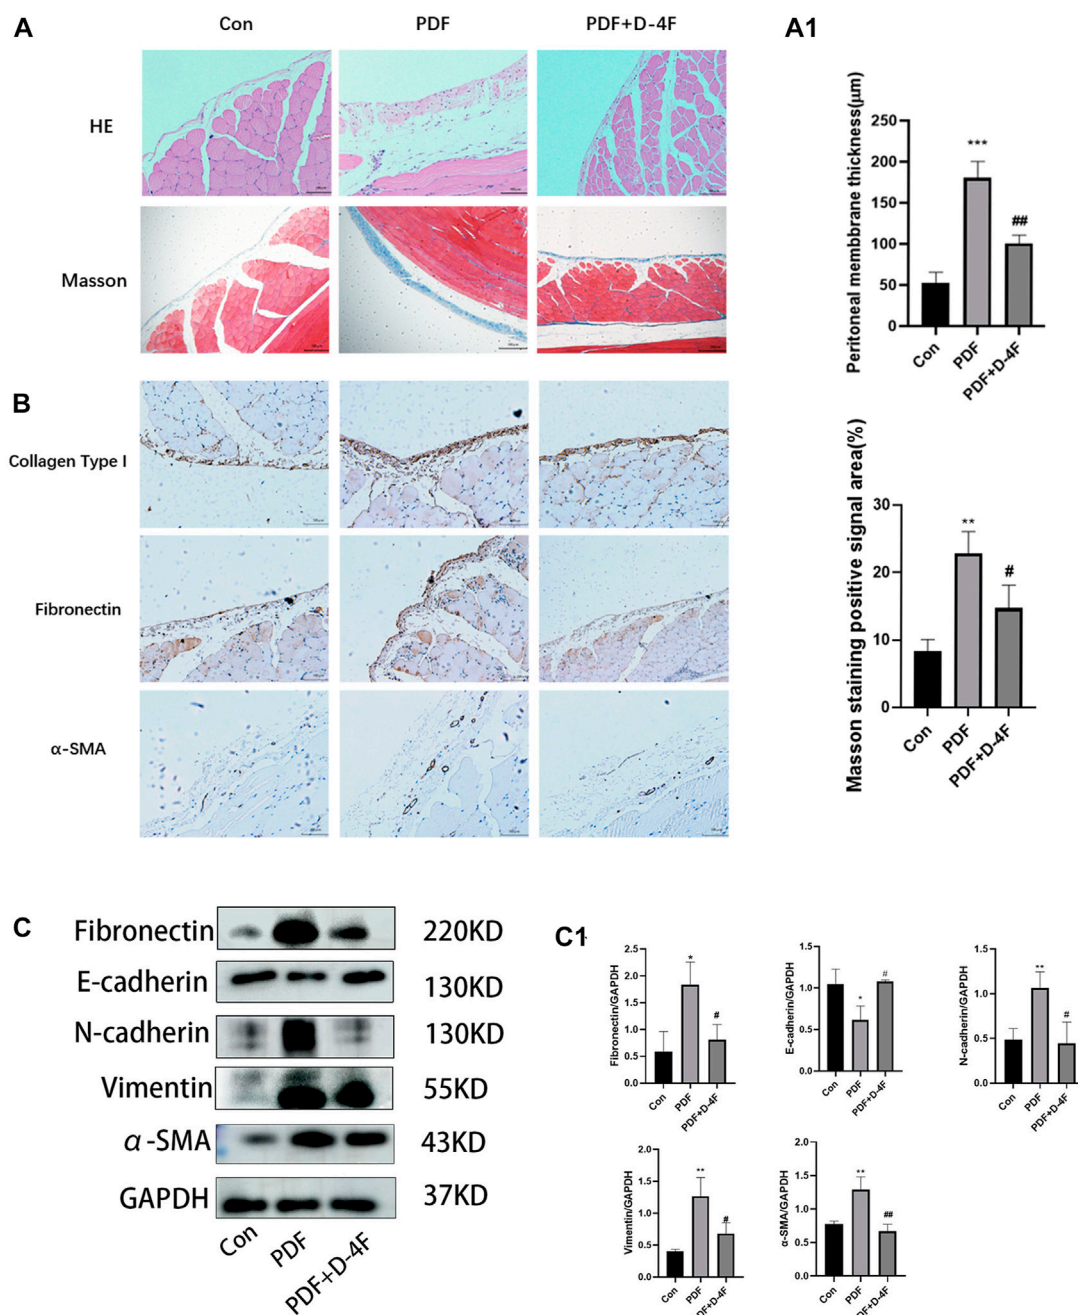 A
Con
PDF
PDF+D-4F
HE
Masson
A1
Peritoneal membbrane thickness(μm)
250
200
150
100
50
0
***
##
Con
PDF
PDF+D-4F
Masson staining positive signal area(%)
30
20
10
0
**
#
Con
PDF
PDF+D-4F
B
Collagen Type I
Fibronectin
α-SMA
C
Fibronectin
220KD
E-cadherin
130KD
N-cadherin
130KD
Vimentin
55KD
α-SMA
43KD
GAPDH
37KD
Con
PDF
PDF+D-4F
C1
Fibronectin/GAPDH
2.5
2.0
1.5
1.0
0.5
0.0
*
#
Con
PDF
PDF+D-4F
E-cadherin/GAPDH
1.5
1.0
0.5
0.0
*
#
Con
PDF
PDF+D-4F
N-cadherin/GAPDH
1.5
1.0
0.5
0.0
**
#
Con
PDF
PDF+D-4F
Vimentin/GAPDH
2.0
1.5
1.0
0.5
0.0
**
#
Con
PDF
PDF+D-4F
α-SMA/GAPDH
2.0
1.5
1.0
0.5
0.0
**
##
Con
PDF
PDF+D-4F